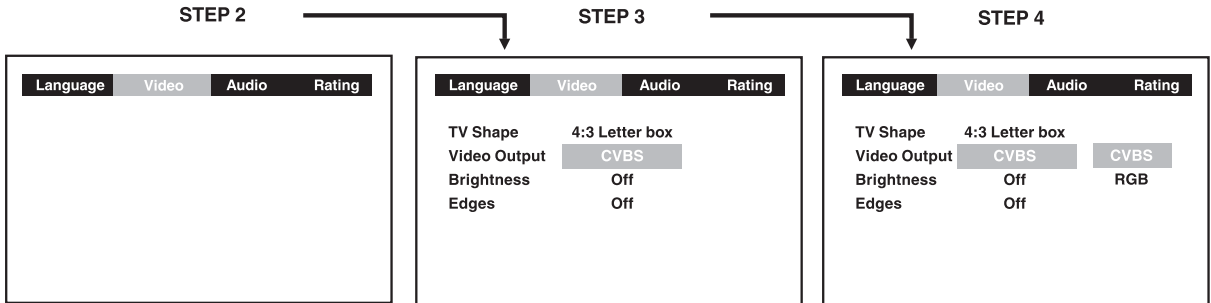 STEP 2
STEP 3
STEP 4
Language Video Audio Rating
Language Video Audio Rating
TV Shape 4:3 Letter box
Video Output CVBS
Brightness Off
Edges Off
Language Video Audio Rating
TV Shape 4:3 Letter box
Video Output CVBS CVBS
Brightness Off RGB
Edges Off